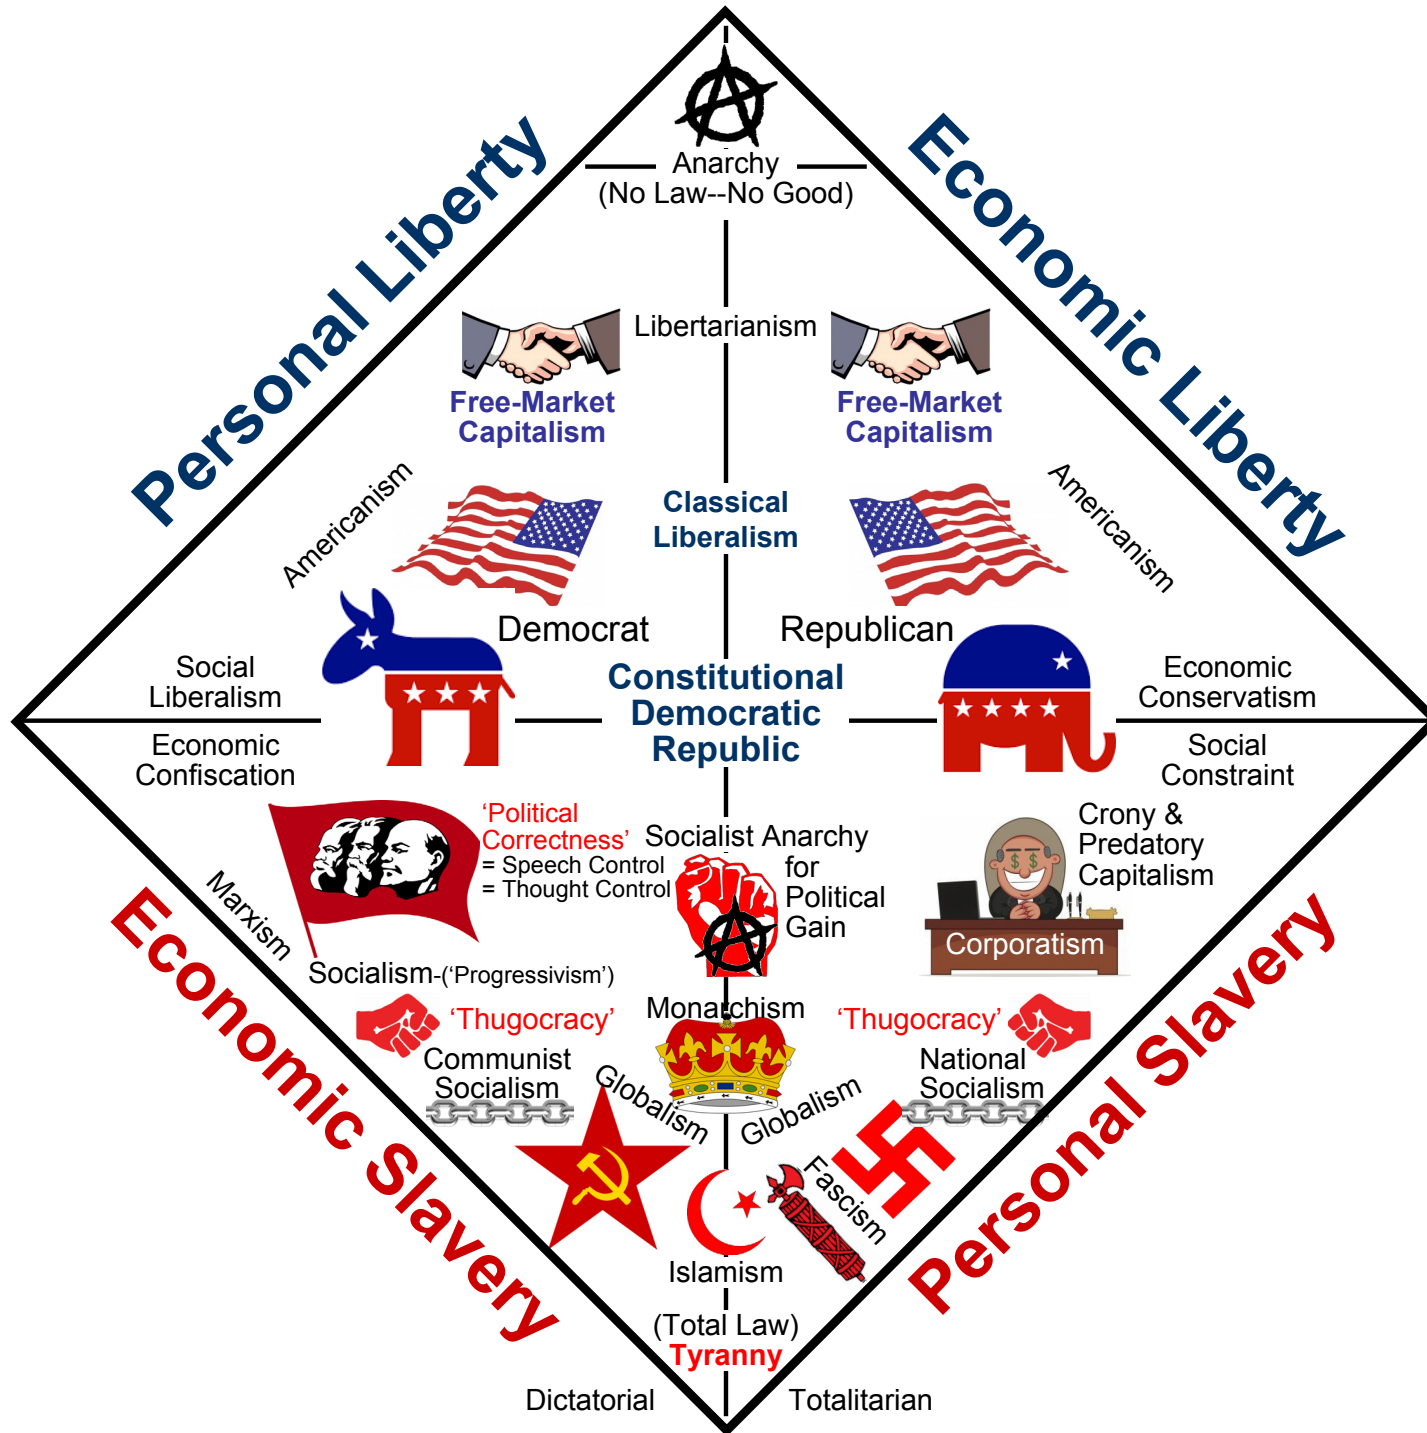 Personal Liberty
Economic Liberty
Anarchy
(No Law--No Good)
Libertarianism
Free-Market
Capitalism
Free-Market
Capitalism
Americanism
Classical
Liberalism
Americanism
Democrat
Republican
Social
Liberalism
Constitutional
Democratic
Republic
Economic
Conservatism
Economic
Confiscation
Social
Constraint
'Political
Correctness'
= Speech Control
= Thought Control
Socialist Anarchy
for
Political
Gain
Crony &
Predatory
Capitalism
Corporatism
Marxism
Socialism-('Progressivism')
Economic Slavery
Personal Slavery
'Thugocracy'
Monarchism
'Thugocracy'
Communist
Socialism
Globalism
Globalism
National
Socialism
Fascism
Islamism
(Total Law)
Tyranny
Dictatorial
Totalitarian